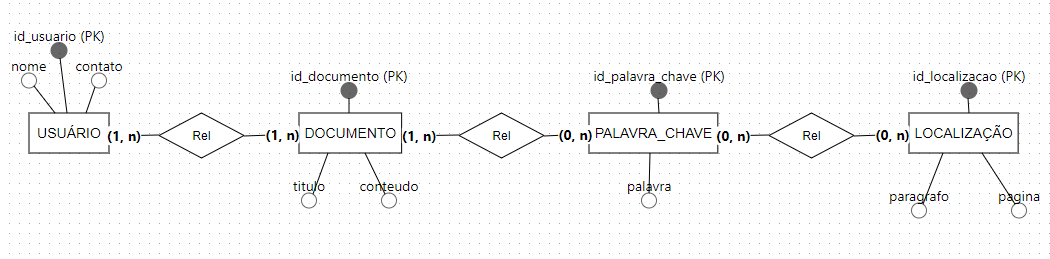 id_usuario (PK)
nome
contato
USUÁRIO
(1, n)
Rel
(1, n)
id_documento (PK)
DOCUMENTO
titulo
conteudo
(1, n)
Rel
(0, n)
id_palavra_chave (PK)
PALAVRA_CHAVE
palavra
(0, n)
Rel
(0, n)
id_localizacao (PK)
LOCALIZAÇÃO
paragrafo
pagina